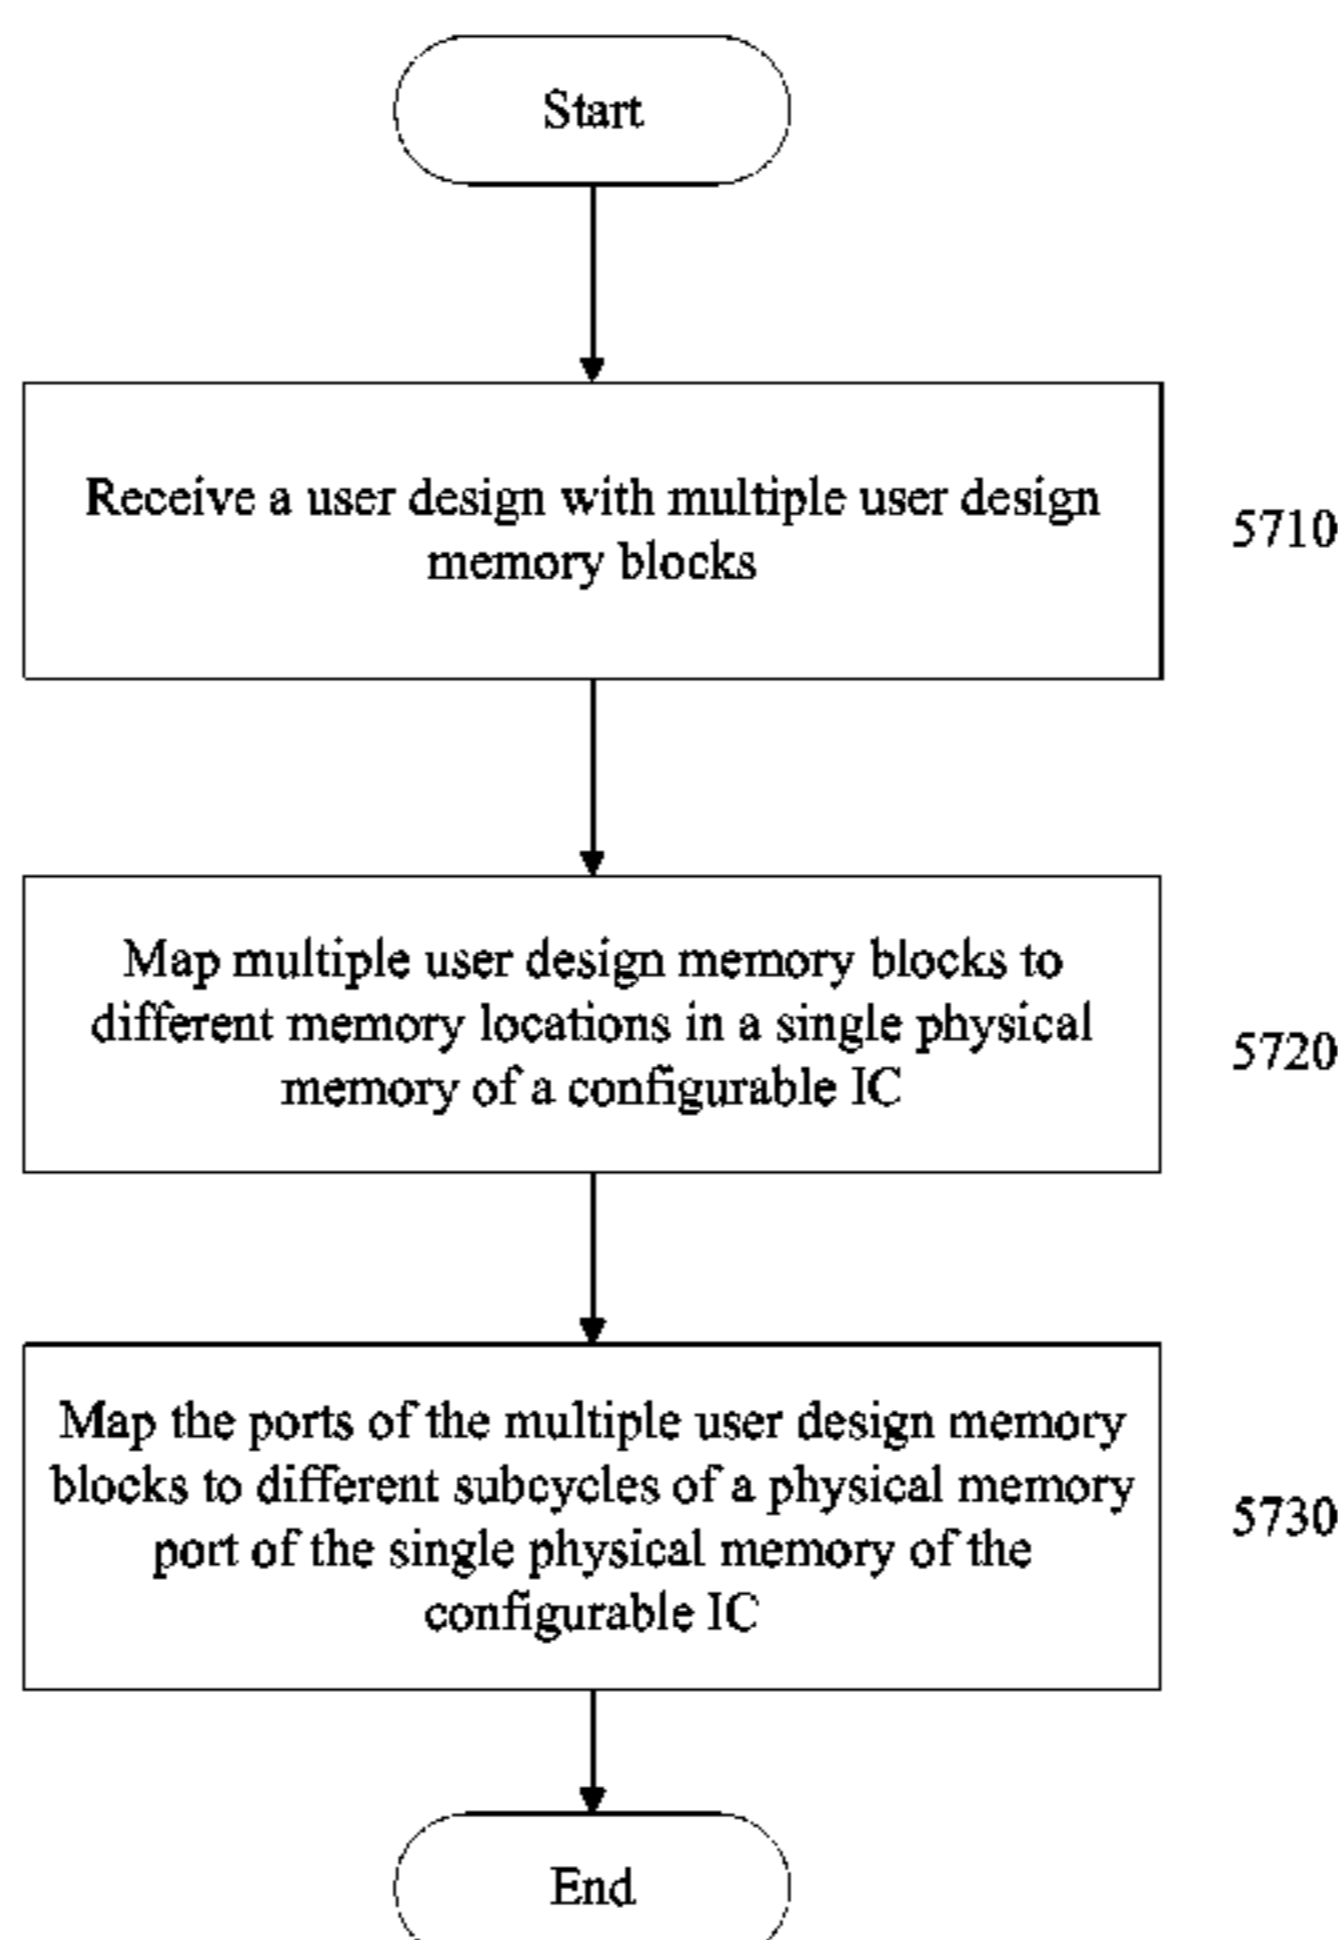 Start
Receive a user design with multiple user design
memory blocks
5710
Map multiple user design memory blocks to
different memory locations in a single physical
memory of a configurable IC
5720
Map the ports of the multiple user design memory
blocks to different subcycles of a physical memory
port of the single physical memory of the
configurable IC
5730
End